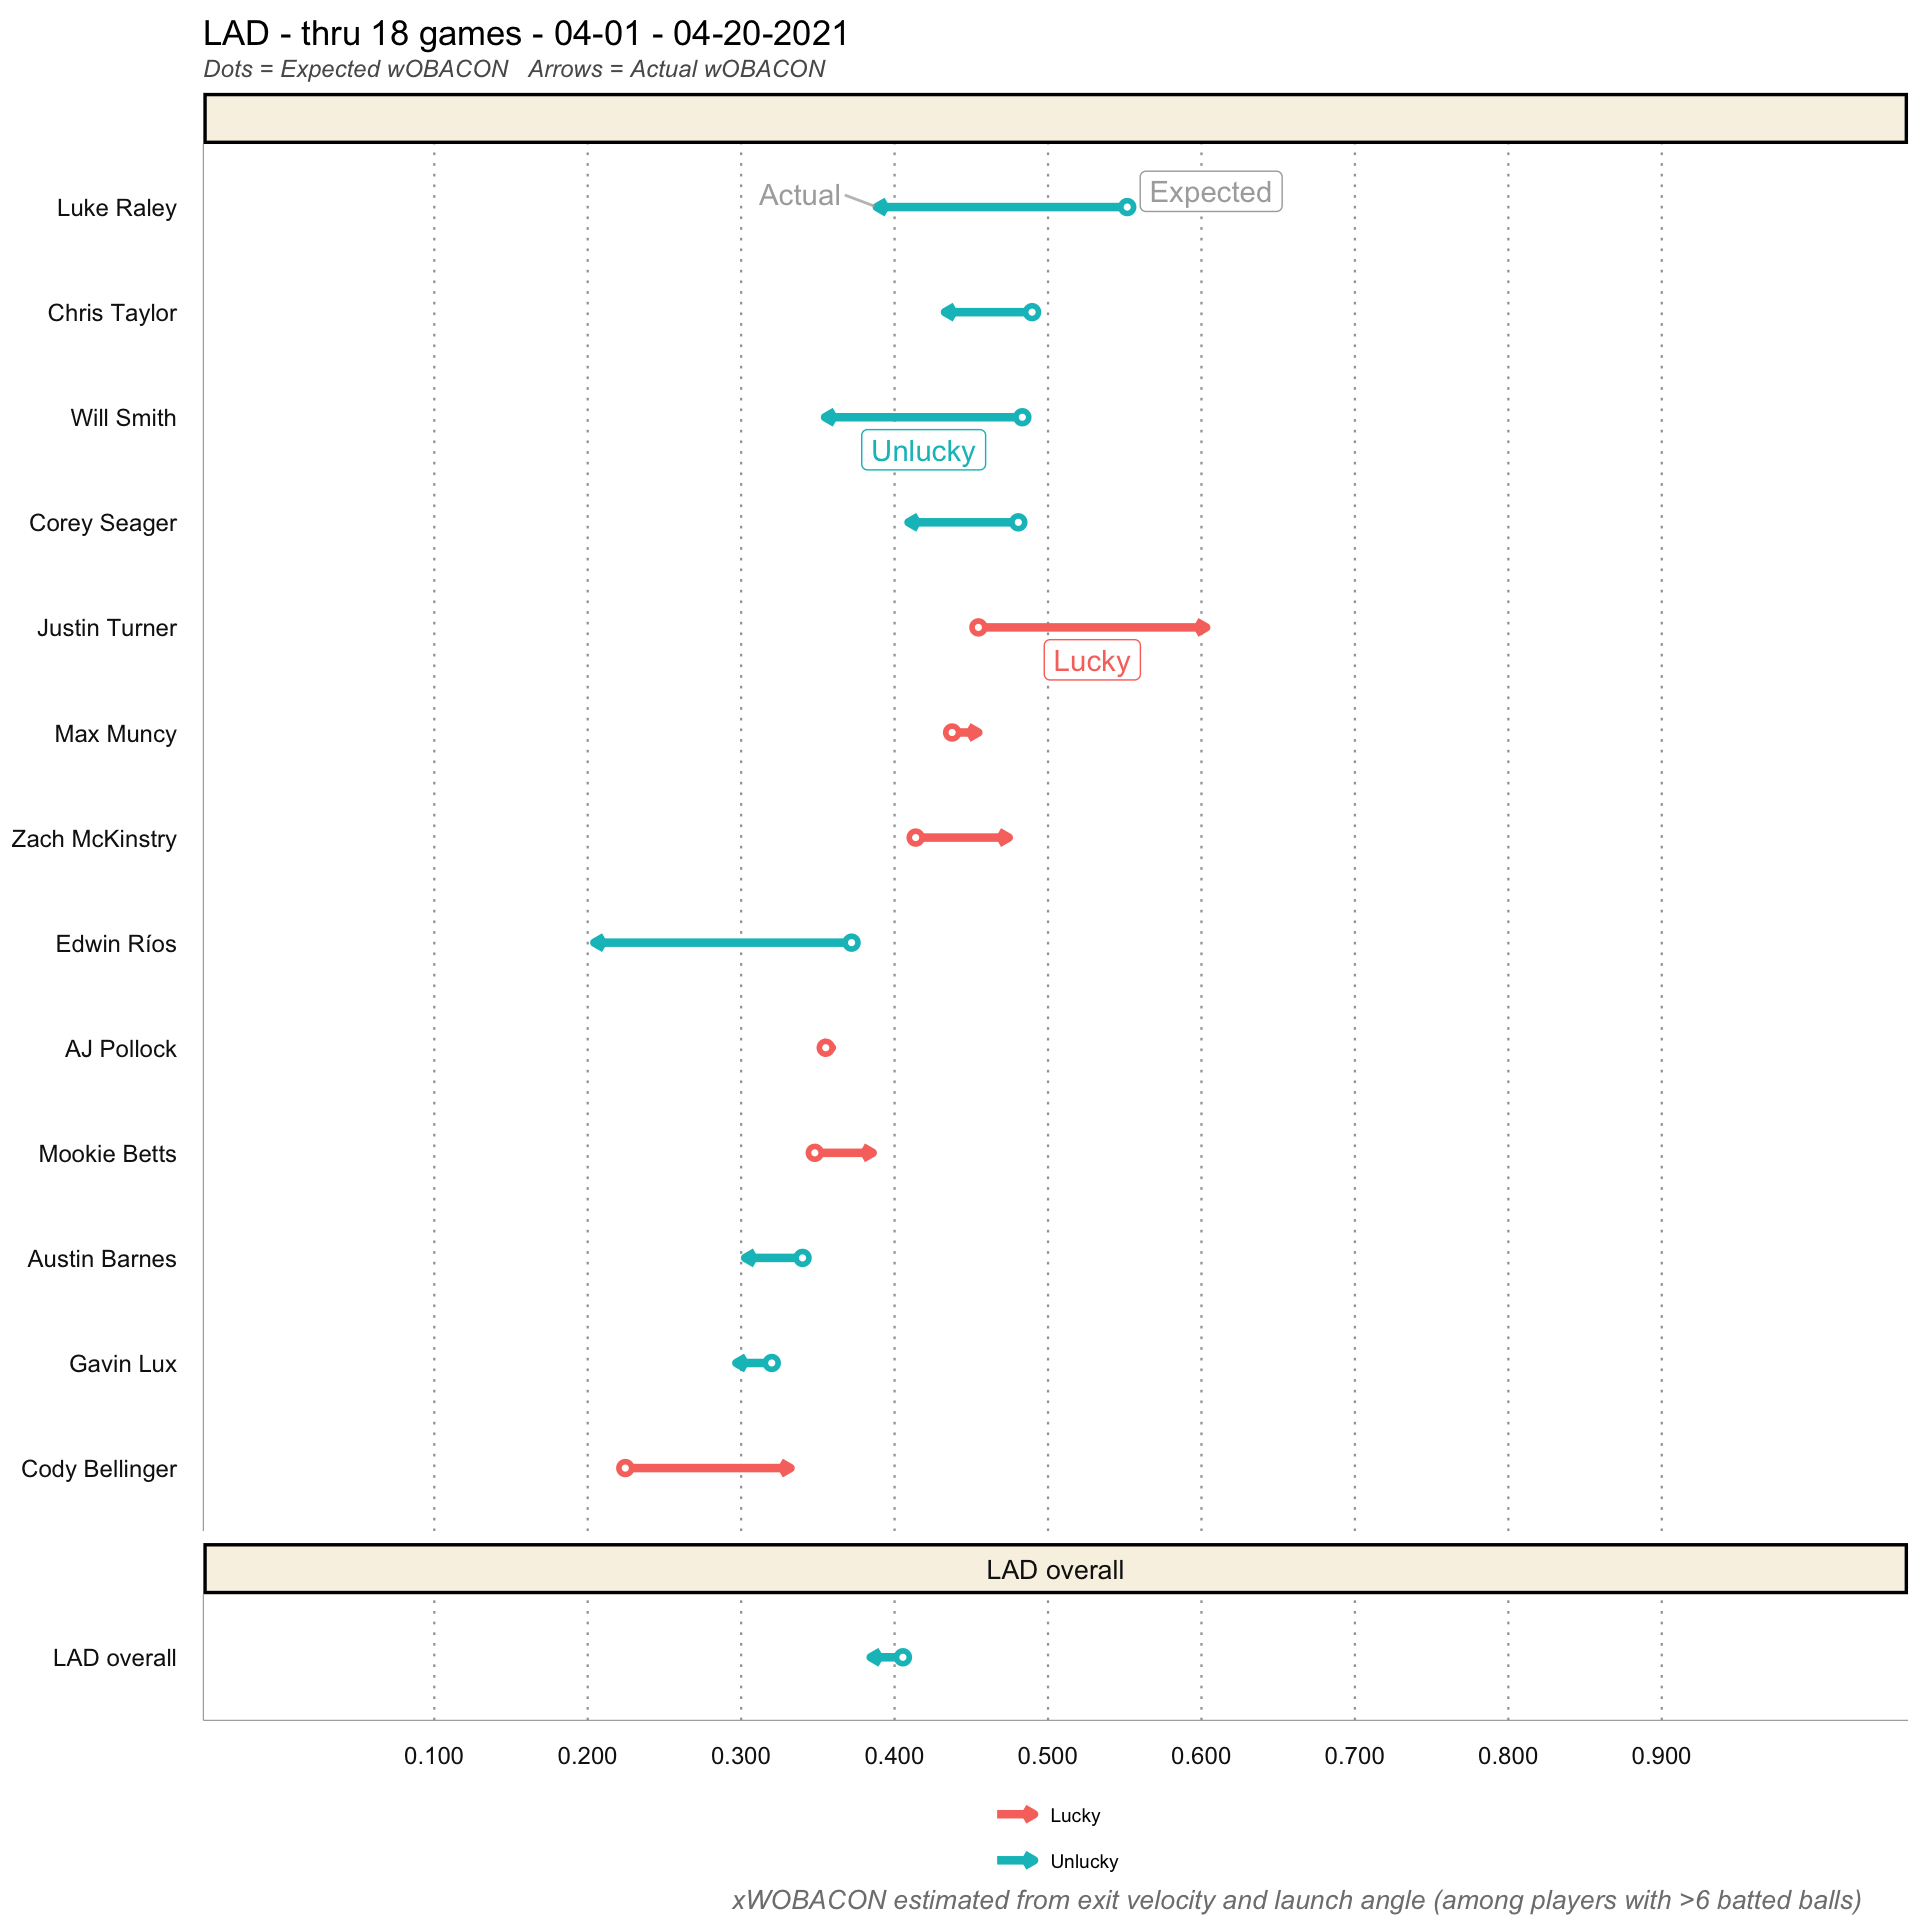 LAD - thru 18 games - 04-01 - 04-20-2021
Dots = Expected wOBACON   Arrows = Actual wOBACON
Luke Raley
Actual
Expected
Chris Taylor
Will Smith
Unlucky
Corey Seager
Justin Turner
Lucky
Max Muncy
Zach McKinstry
Edwin Ríos
AJ Pollock
Mookie Betts
Austin Barnes
Gavin Lux
Cody Bellinger
LAD overall
LAD overall
0.100 0.200 0.300 0.400 0.500 0.600 0.700 0.800 0.900
Lucky
Unlucky
xWOBACON estimated from exit velocity and launch angle (among players with >6 batted balls)